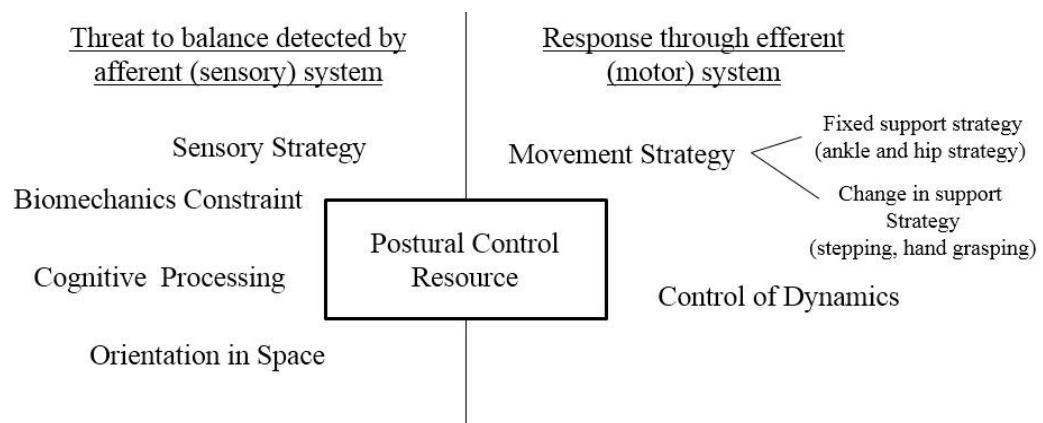 Threat to balance detected by
afferent (sensory) system
Sensory Strategy
Biomechanics Constraint
Cognitive Processing
Orientation in Space
Postural Control
Resource
Response through efferent
(motor) system
Movement Strategy
Fixed support strategy
(ankle and hip strategy)
Change in support
Strategy
(stepping, hand grasping)
Control of Dynamics